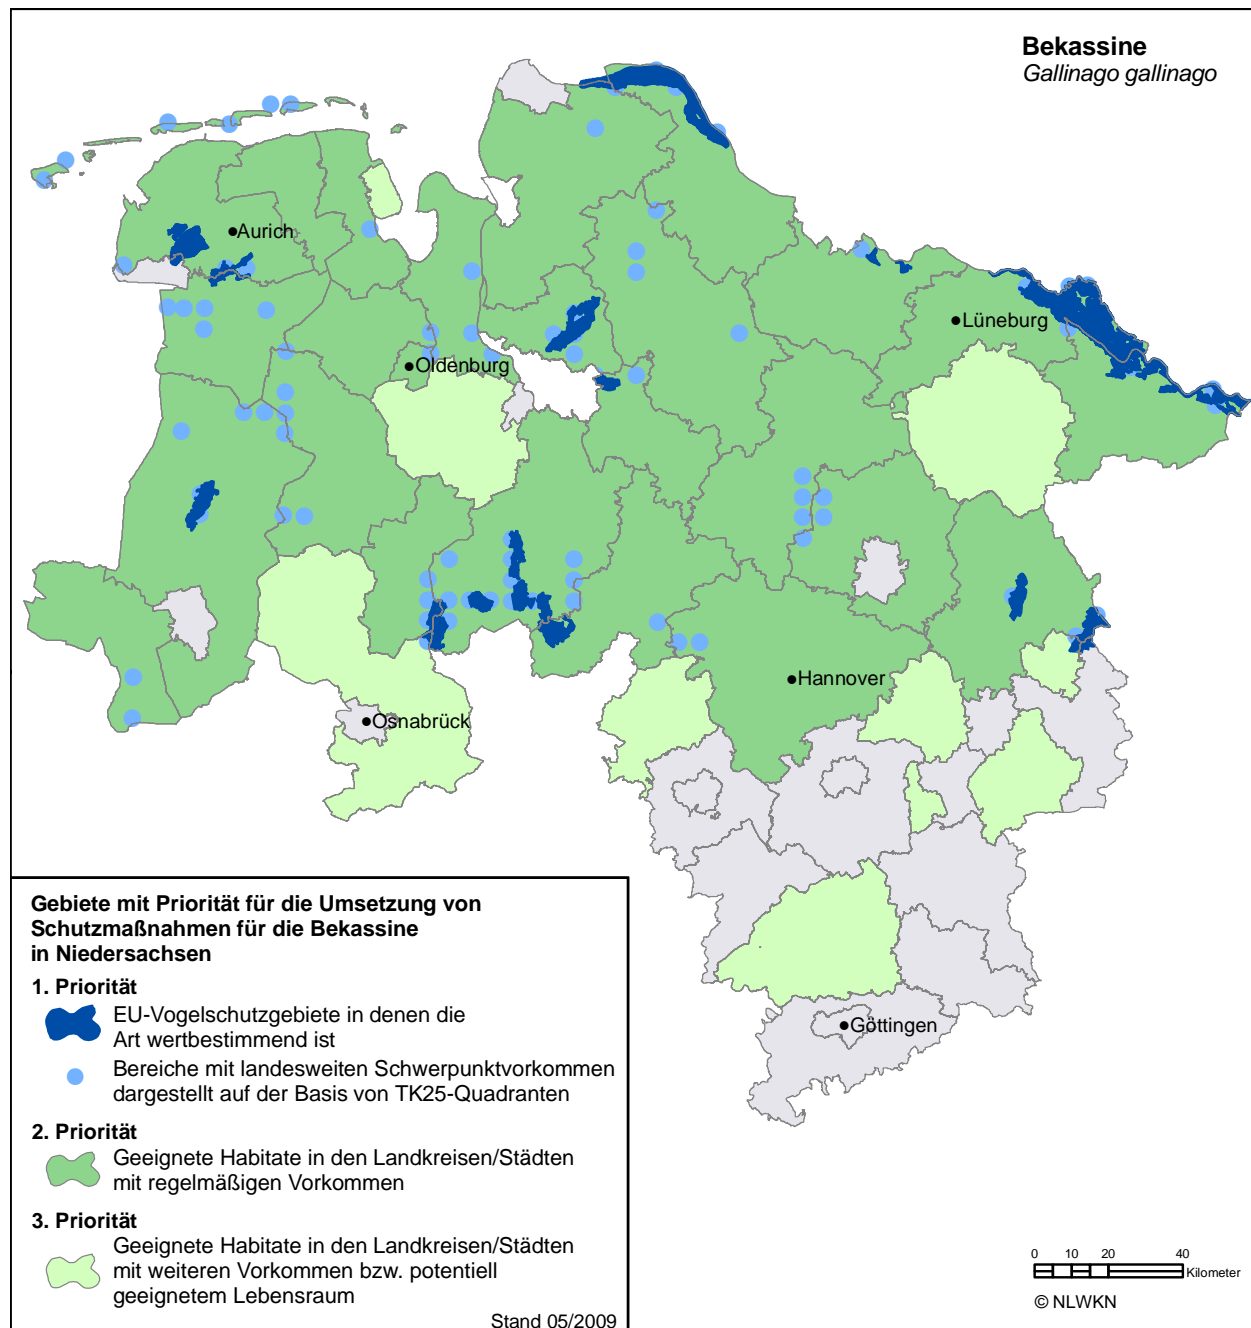 Bekassine
Gallinago gallinago
Aurich
Lüneburg
Oldenburg
Hannover
Osnabrück
Göttingen
Gebiete mit Priorität für die Umsetzung von
Schutzmaßnahmen für die Bekassine
in Niedersachsen
1. Priorität
EU-Vogelschutzgebiete in denen die
Art wertbestimmend ist
Bereiche mit landesweiten Schwerpunktvorkommen
dargestellt auf der Basis von TK25-Quadranten
2. Priorität
Geeignete Habitate in den Landkreisen/Städten
mit regelmäßigen Vorkommen
3. Priorität
Geeignete Habitate in den Landkreisen/Städten
mit weiteren Vorkommen bzw. potentiell
geeignetem Lebensraum
Stand 05/2009
0 10 20 40
Kilometer
© NLWKN